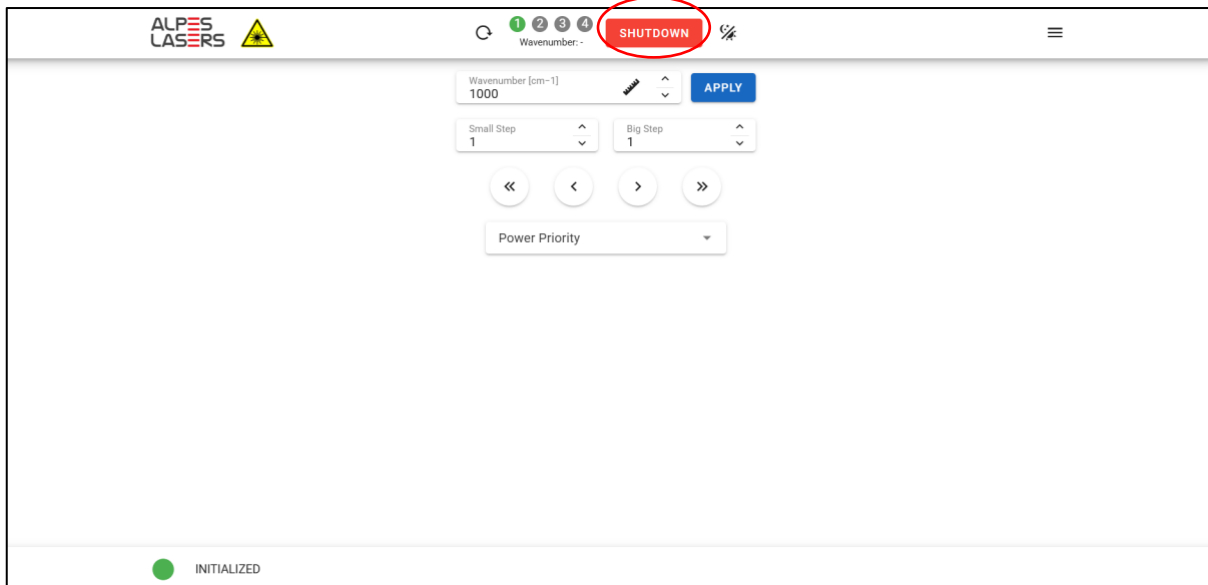 ALPES
LASERS
1 2 3 4
Wavenumber: -
SHUTDOWN
Wavenumber [cm-1]
1000
APPLY
Small Step
1
Big Step
1
Power Priority
INITIALIZED